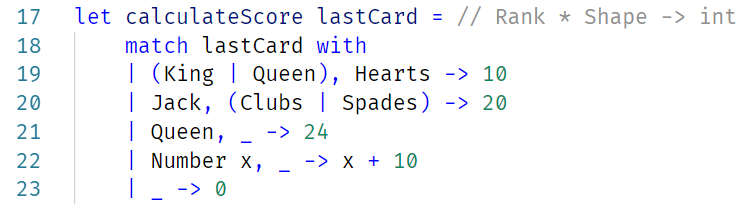 17 let calculateScore lastCard = // Rank * Shape -> int
18     match lastCard with
19     | (King | Queen), Hearts -> 10
20     | Jack, (Clubs | Spades) -> 20
21     | Queen, _ -> 24
22     | Number x, _ -> x + 10
23     | _ -> 0